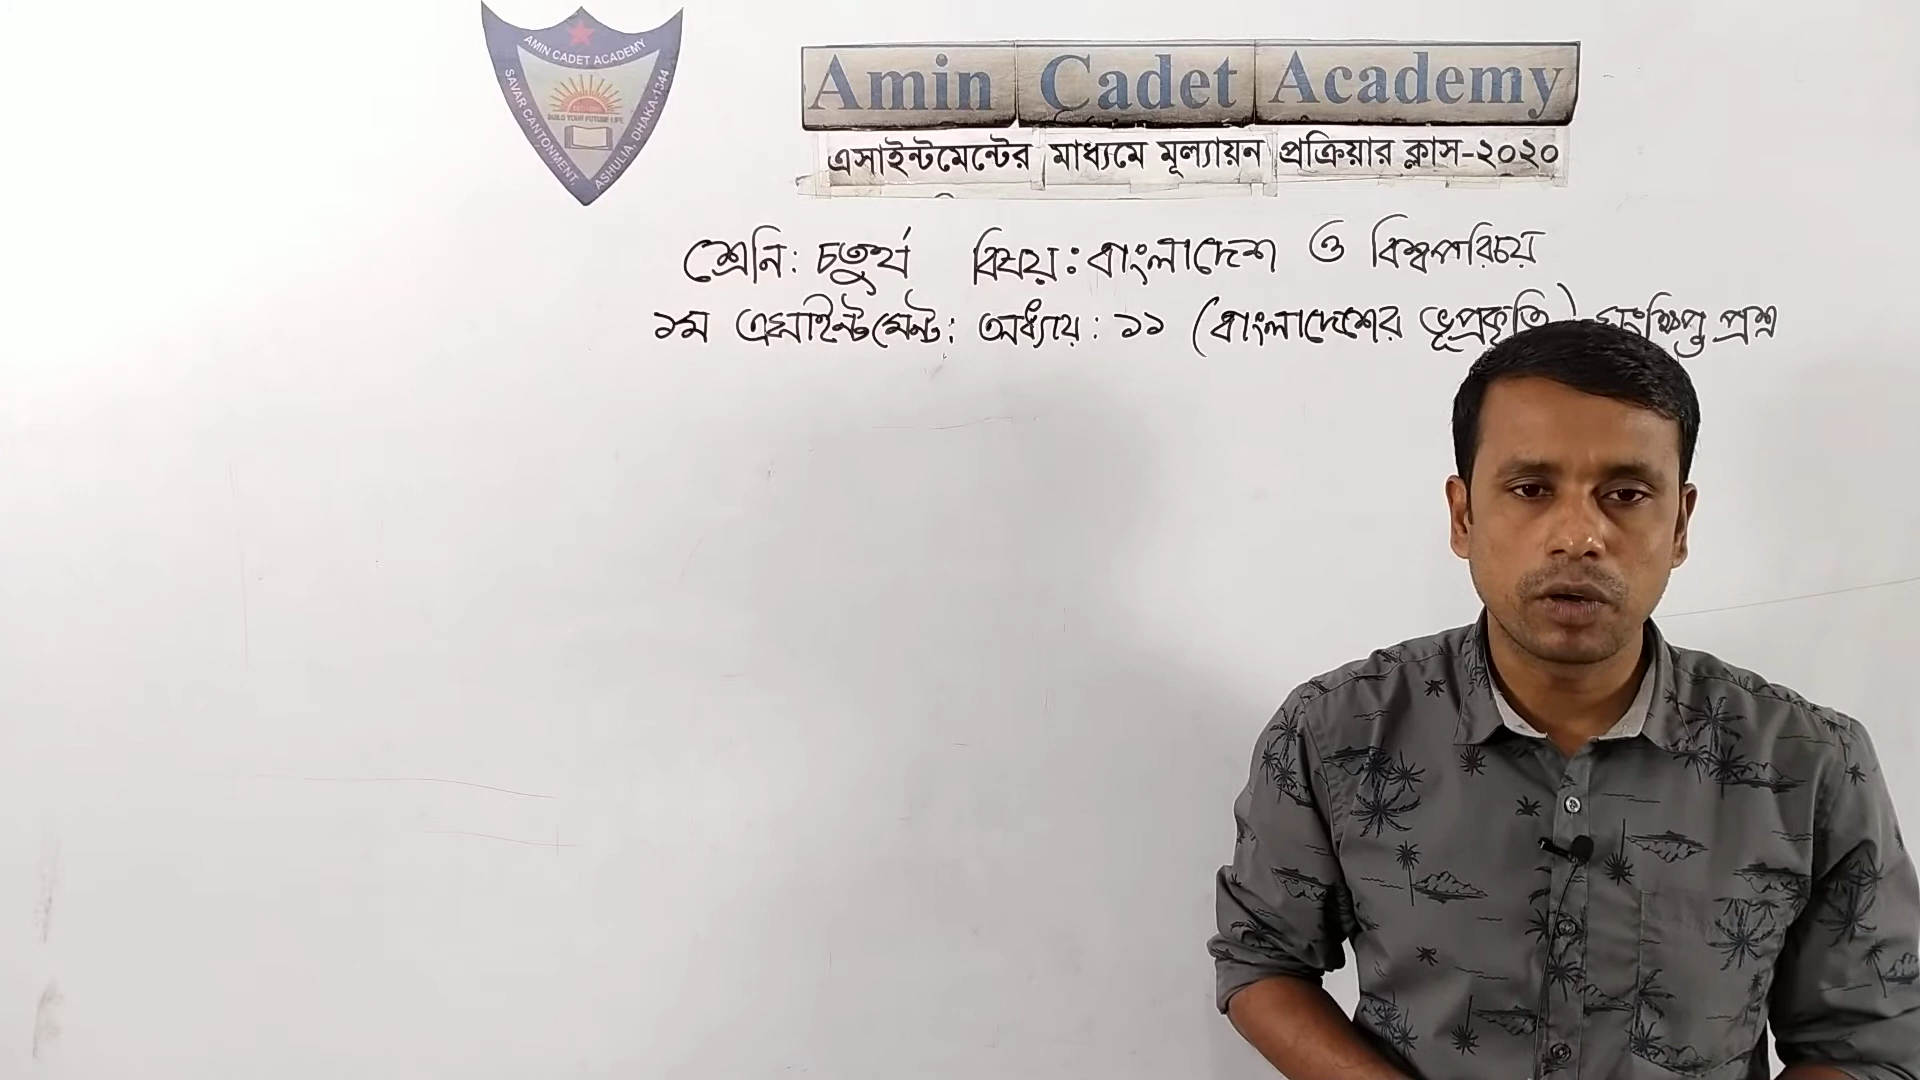 AMIN CADET ACADEMY
SAVAR CANTONMENT,
ASHULIA, DHAKA-1344
BUILD YOUR FUTURE LIFE
Amin Cadet Academy
এসাইন্টমেন্টের মাধ্যমে মূল্যায়ন প্রক্রিয়ার ক্লাস-২০২০
শ্রেনি: চতুর্থ বিষয়: বাংলাদেশ ও বিশ্বপরিচয়
১ম এসাইন্টমেন্ট: অধ্যায়: ১১ (বাংলাদেশের ভূপ্রকৃতি) সংক্ষিপ্ত প্রশ্ন